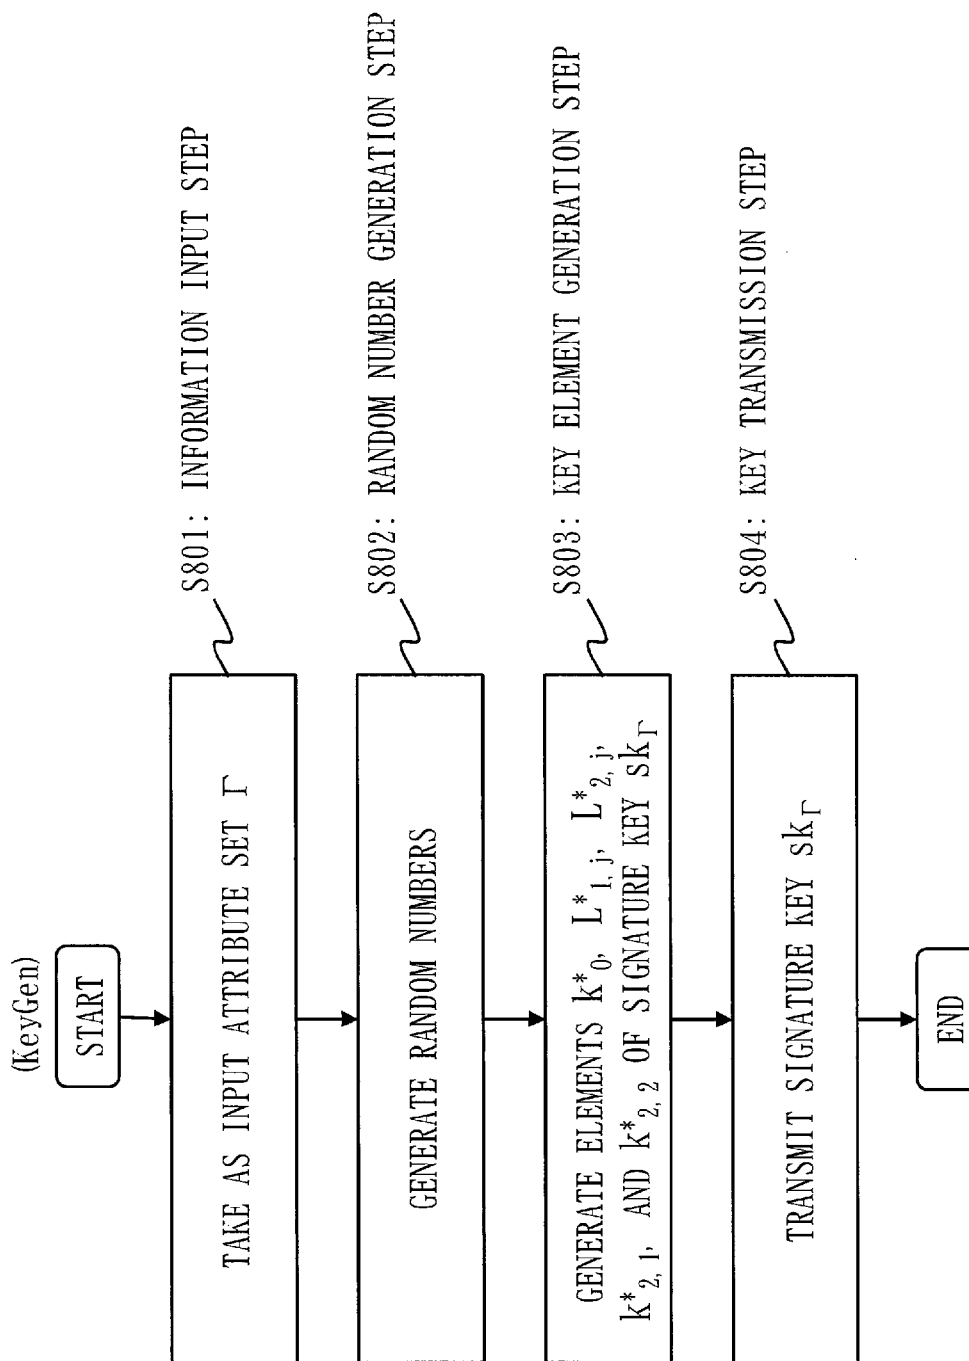 (KeyGen)
START
TAKE AS INPUT ATTRIBUTE SET Γ
S801: INFORMATION INPUT STEP
GENERATE RANDOM NUMBERS
S802: RANDOM NUMBER GENERATION STEP
GENERATE ELEMENTS k*0, L*1,j, L*2,j,
k*2,1, AND k*2,2 OF SIGNATURE KEY skΓ
S803: KEY ELEMENT GENERATION STEP
TRANSMIT SIGNATURE KEY skΓ
S804: KEY TRANSMISSION STEP
END